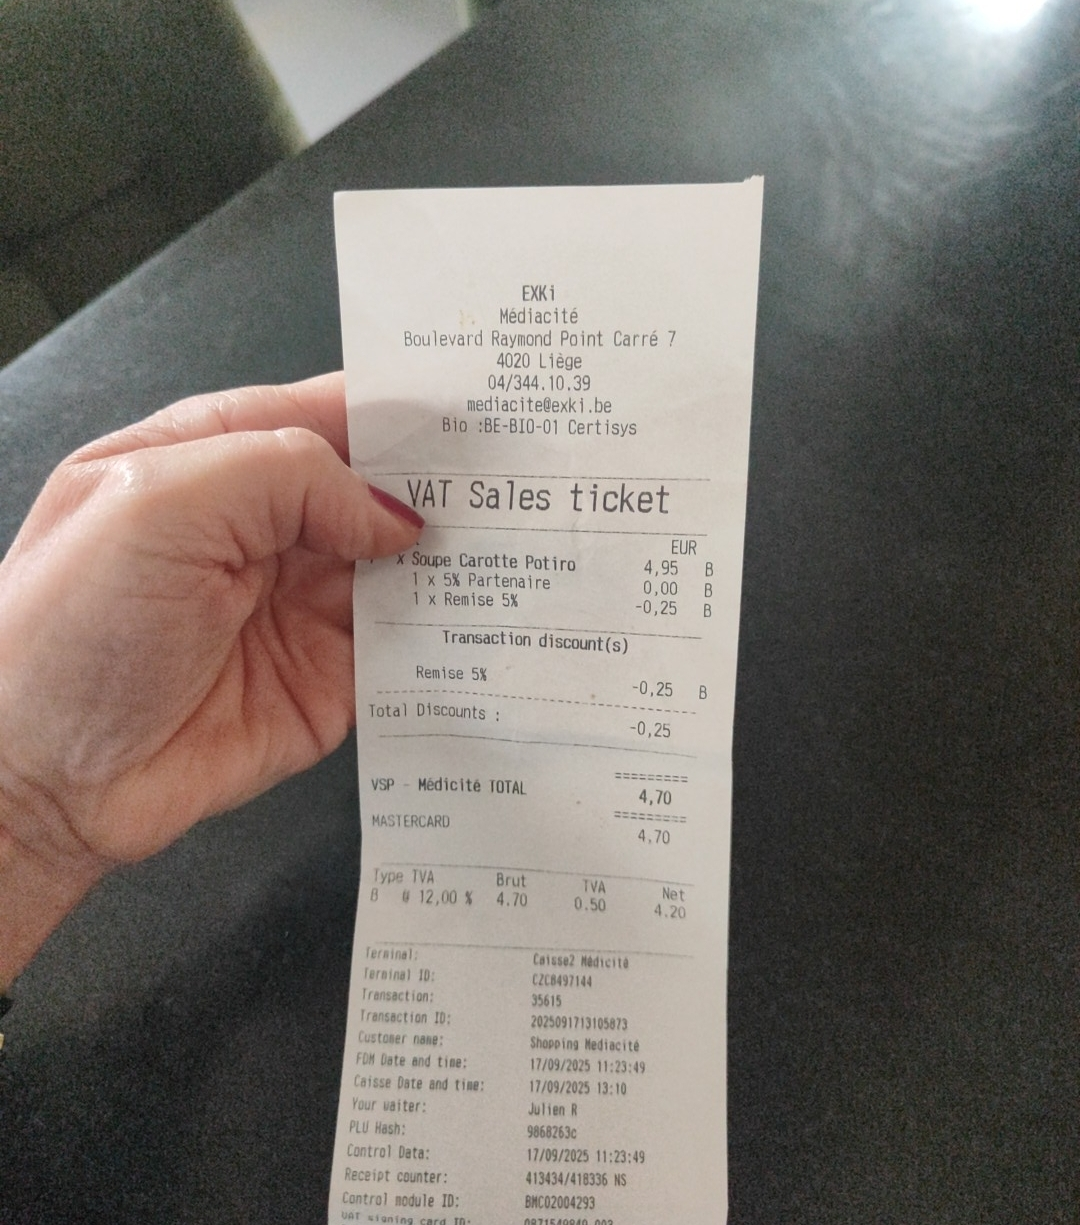 EXKi
Médiacité
Boulevard Raymond Point Carré 7
4020 Liège
04/344.10.39
mediacite@exki.be
Bio :BE-BIO-01 Certisys
VAT Sales ticket
EUR
x Soupe Carotte Potiro 4,95 B
1 x 5% Partenaire 0,00 B
1 x Remise 5% -0,25 B
Transaction discount(s)
Remise 5% -0,25 B
Total Discounts : -0,25
=========
VSP - Médicité TOTAL 4,70
=========
MASTERCARD 4,70
Type TVA Brut TVA Net
B @ 12,00 % 4.70 0.50 4.20
Terminal: Caisse2 Médicité
Terminal ID: CZC8497144
Transaction: 35615
Transaction ID: 2025091713105873
Customer name: Shopping Mediacité
FDM Date and time: 17/09/2025 11:23:49
Caisse Date and time: 17/09/2025 13:10
Your waiter: Julien R
PLU Hash: 9868263c
Control Data: 17/09/2025 11:23:49
Receipt counter: 413434/418336 NS
Control module ID: BMC02004293
VAT signing card ID: